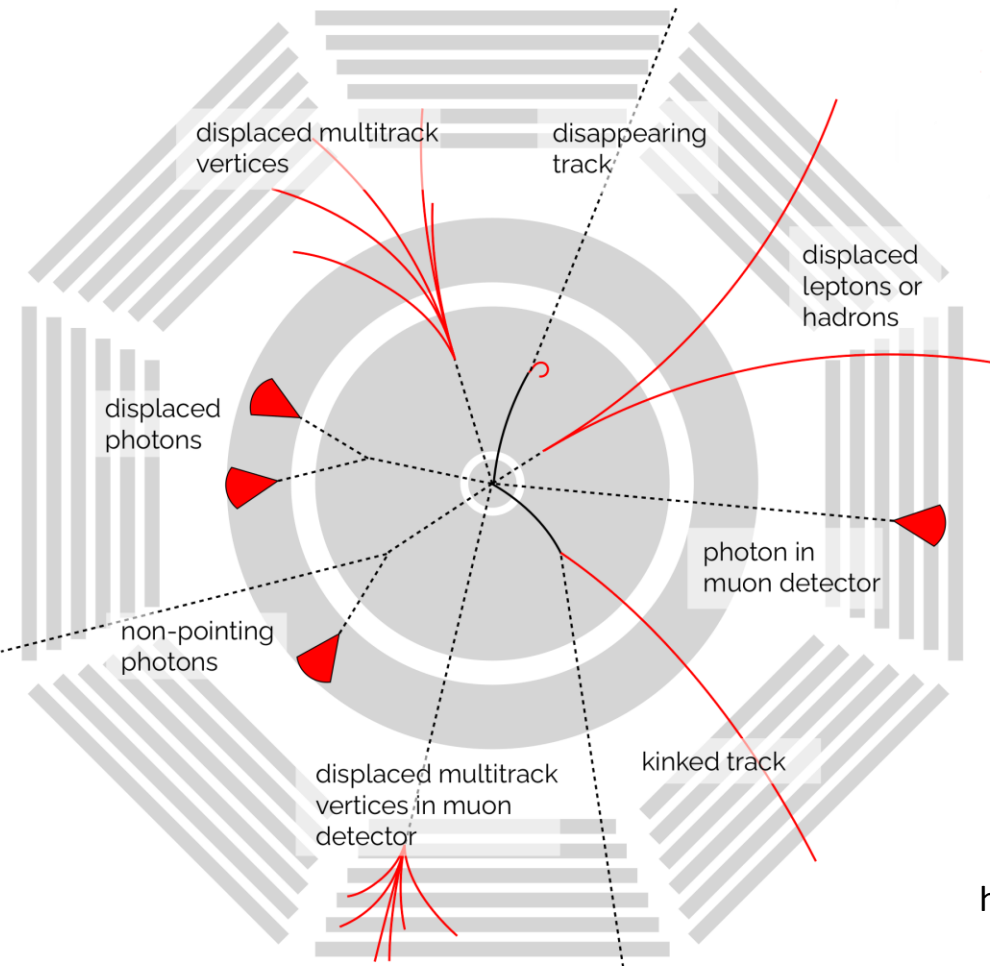 displaced multitrack
vertices
disappearing
track
displaced
leptons or
hadrons
displaced
photons
photon in
muon detector
non-pointing
photons
displaced multitrack
vertices in muon
detector
kinked track
h